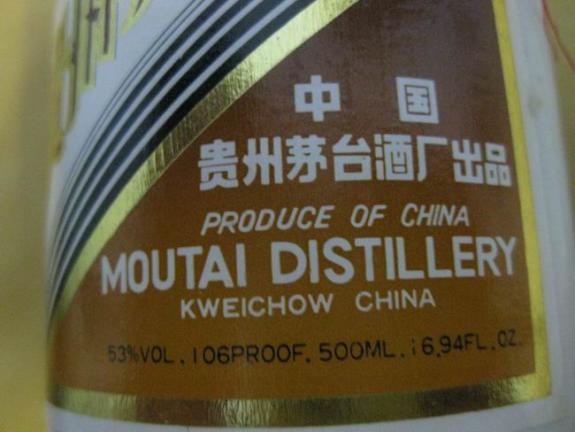 中 国
贵州茅台酒厂出品
PRODUCE OF CHINA
MOUTAI DISTILLERY
KWEICHOW CHINA
53%VOL. 106PROOF. 500ML. 16.94FL. OZ.